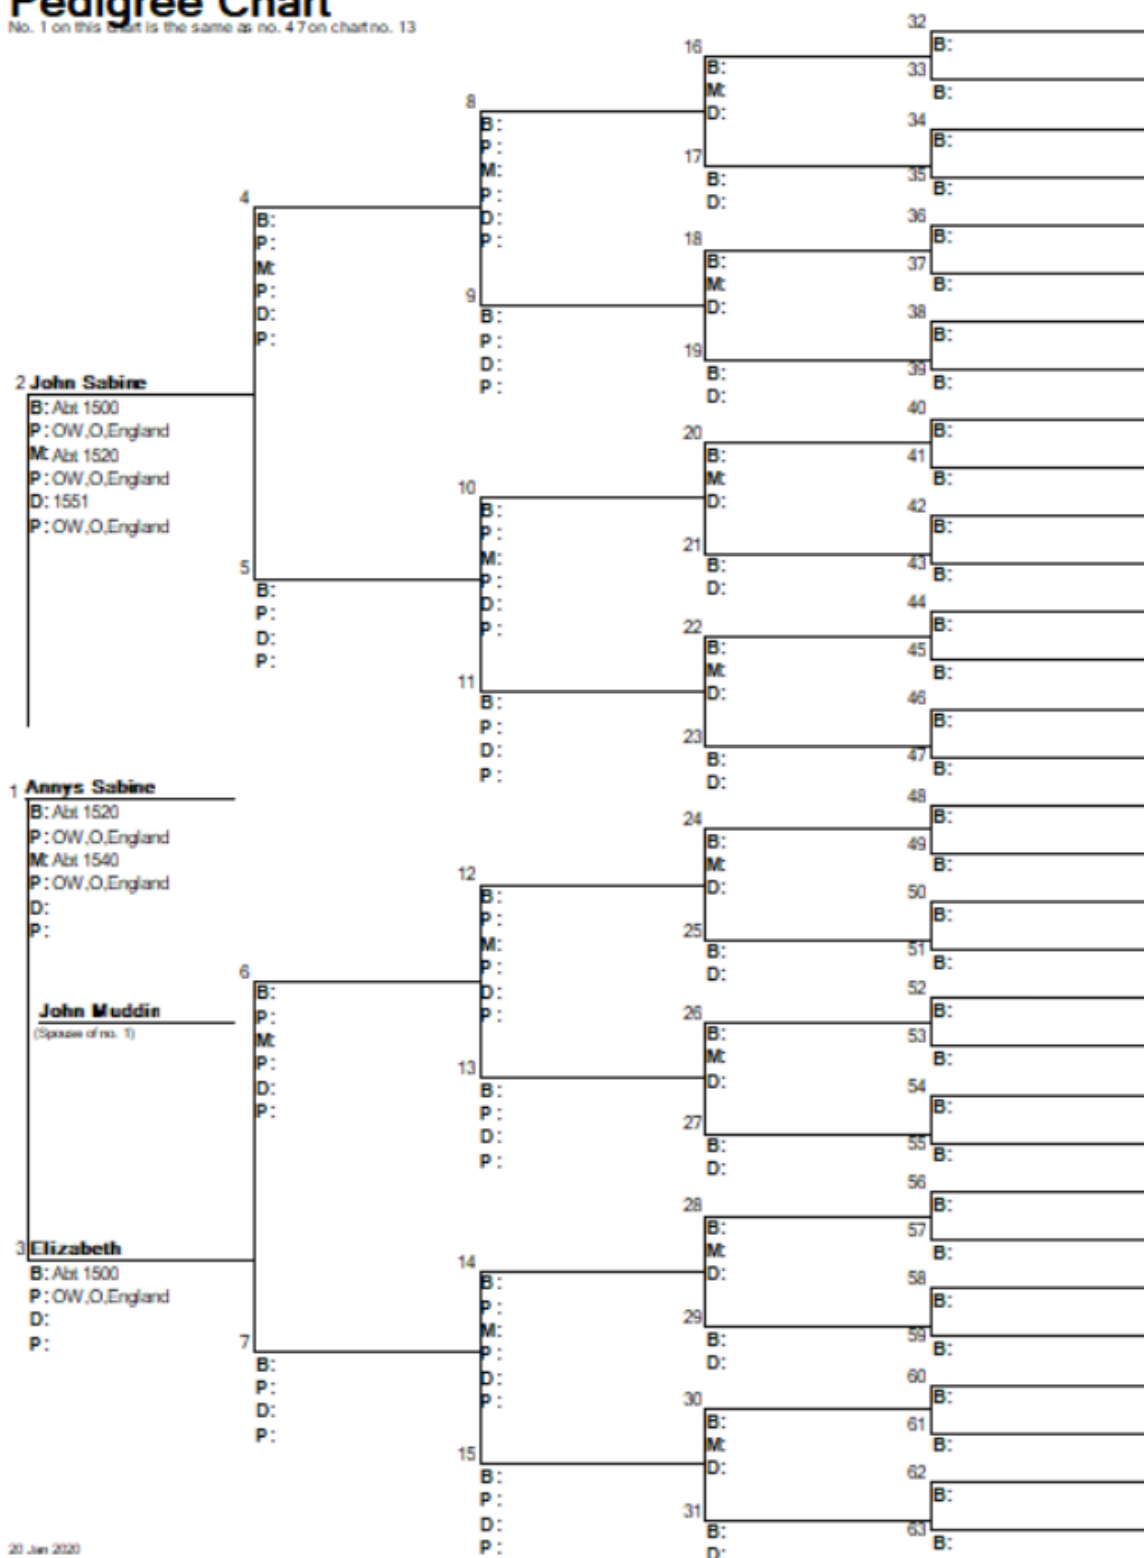 Pedigree Chart
No. 1 on this chart is the same as no. 47 on chart no. 13
2 John Sabine
B: Abt 1500
P: OW,O,England
M: Abt 1520
P: OW,O,England
D: 1551
P: OW,O,England
1 Annys Sabine
B: Abt 1520
P: OW,O,England
M: Abt 1540
P: OW,O,England
D:
P:
John Muddin
(Spouse of no. 1)
3 Elizabeth
B: Abt 1500
P: OW,O,England
D:
P:
4
B:
P:
M:
P:
D:
P:
5
B:
P:
D:
P:
6
B:
P:
M:
P:
D:
P:
7
B:
P:
D:
P:
8
B:
P:
M:
P:
D:
P:
9
B:
P:
D:
P:
10
B:
P:
M:
P:
D:
P:
11
B:
P:
D:
P:
12
B:
P:
M:
P:
D:
P:
13
B:
P:
D:
P:
14
B:
P:
M:
P:
D:
P:
15
B:
P:
D:
P:
16
B:
M:
D:
17
B:
D:
18
B:
M:
D:
19
B:
D:
20
B:
M:
D:
21
B:
D:
22
B:
M:
D:
23
B:
D:
24
B:
M:
D:
25
B:
D:
26
B:
M:
D:
27
B:
D:
28
B:
M:
D:
29
B:
D:
30
B:
M:
D:
31
B:
D:
32
B:
33
B:
34
B:
35
B:
36
B:
37
B:
38
B:
39
B:
40
B:
41
B:
42
B:
43
B:
44
B:
45
B:
46
B:
47
B:
48
B:
49
B:
50
B:
51
B:
52
B:
53
B:
54
B:
55
B:
56
B:
57
B:
58
B:
59
B:
60
B:
61
B:
62
B:
63
B:
20 Jan 2020